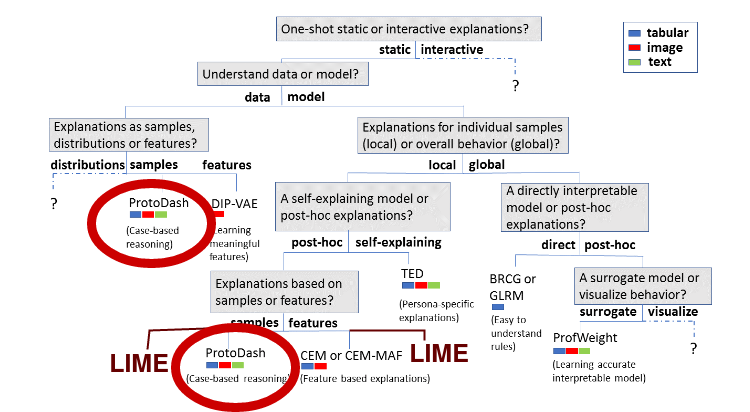 One-shot static or interactive explanations?
static interactive
tabular
image
text
Understand data or model?
?
data model
Explanations as samples,
distributions or features?
Explanations for individual samples
(local) or overall behavior (global)?
distributions samples features
local global
?
ProtoDash
(Case-based
reasoning)
DIP-VAE
(Learning
meaningful
features)
A self-explaining model or
post-hoc explanations?
A directly interpretable
model or post-hoc
explanations?
post-hoc self-explaining
direct post-hoc
Explanations based on
samples or features?
TED
(Persona-specific
explanations)
BRCG or
GLRM
(Easy to
understand
rules)
A surrogate model or
visualize behavior?
samples features
surrogate visualize
LIME
ProtoDash
(Case-based reasoning)
CEM or CEM-MAF
(Feature based explanations)
LIME
ProfWeight
(Learning accurate
interpretable model)
?